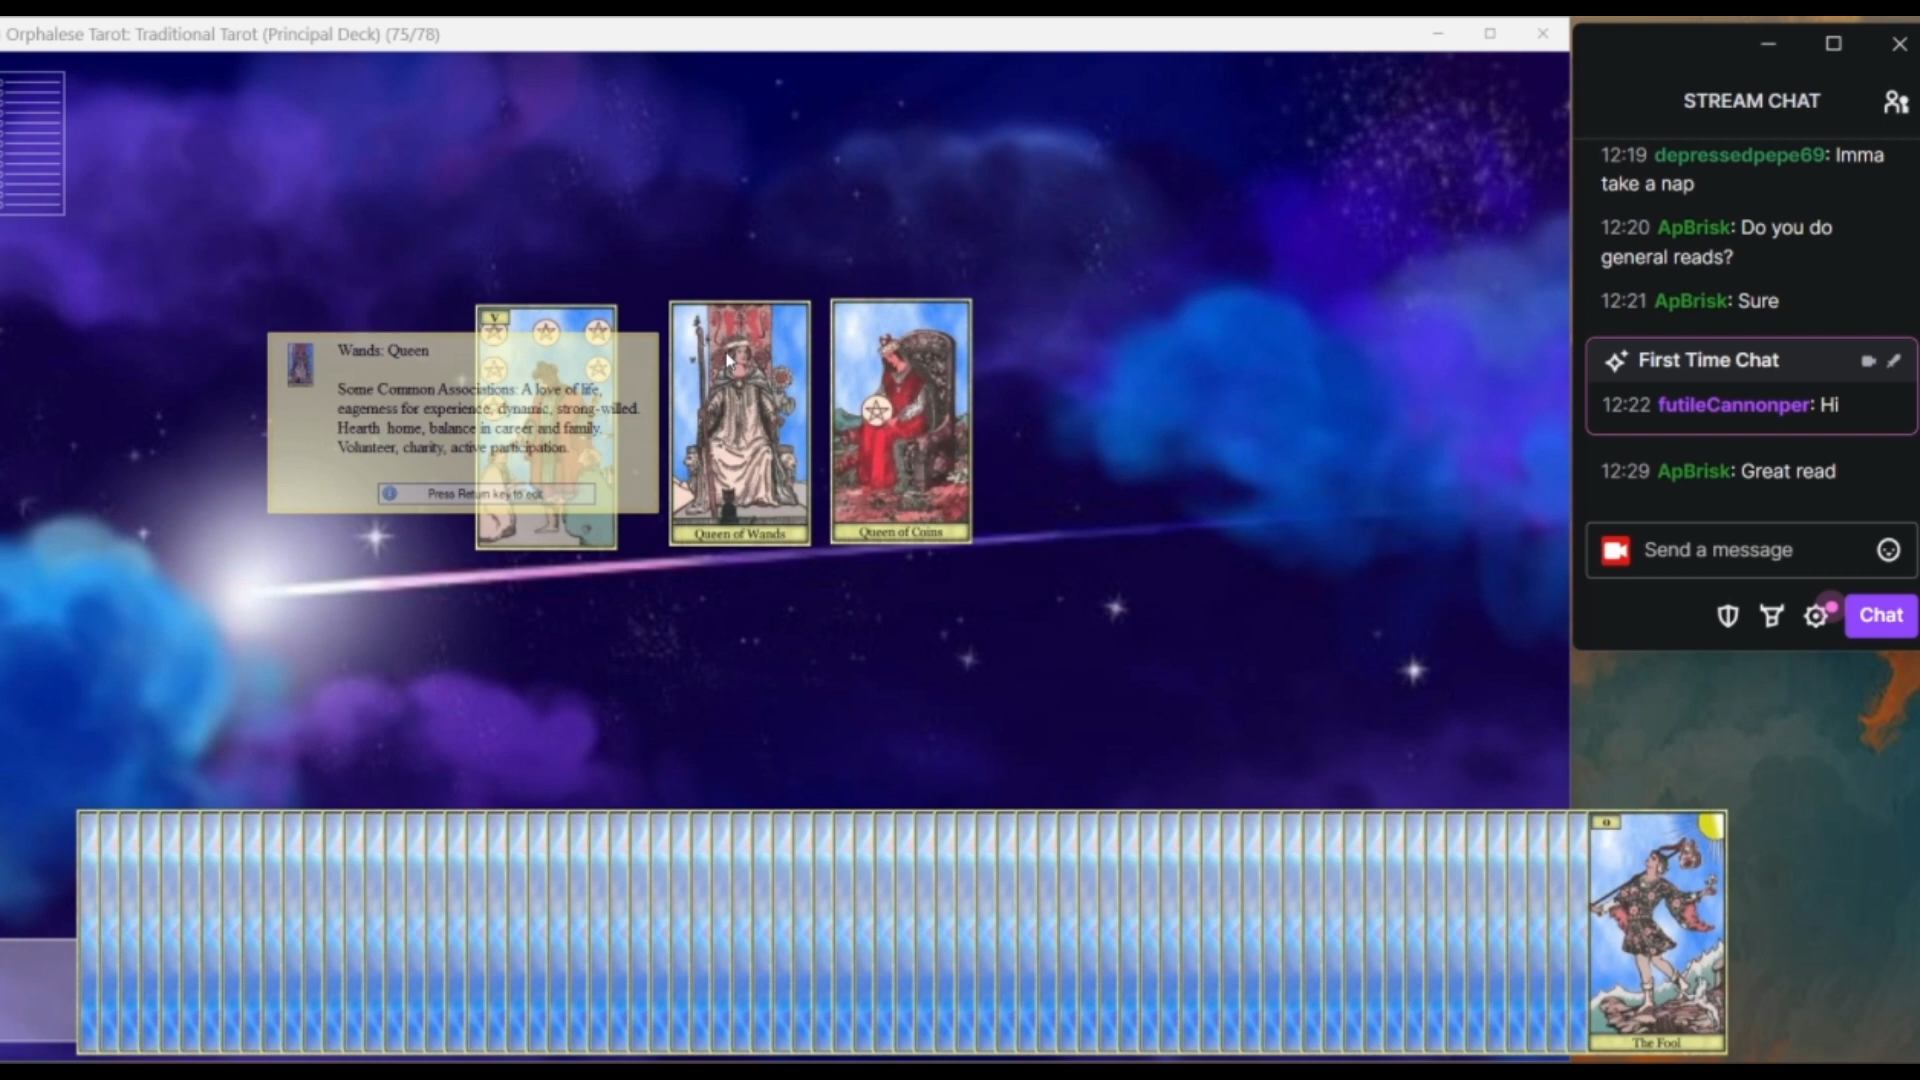 Orphalese Tarot: Traditional Tarot (Principal Deck) (75/78)
STREAM CHAT
12:19 depressedpepe69: Imma
take a nap
12:20 ApBrisk: Do you do
general reads?
12:21 ApBrisk: Sure
First Time Chat
12:22 futileCannonper: Hi
12:29 ApBrisk: Great read
Send a message
Chat
V
Wands: Queen
Some Common Associations: A love of life,
eagerness for experience, dynamic, strong-willed.
Hearth home, balance in career and family.
Volunteer, charity, active participation.
Press Return key to edit
Queen of Wands
Queen of Coins
0
The Fool